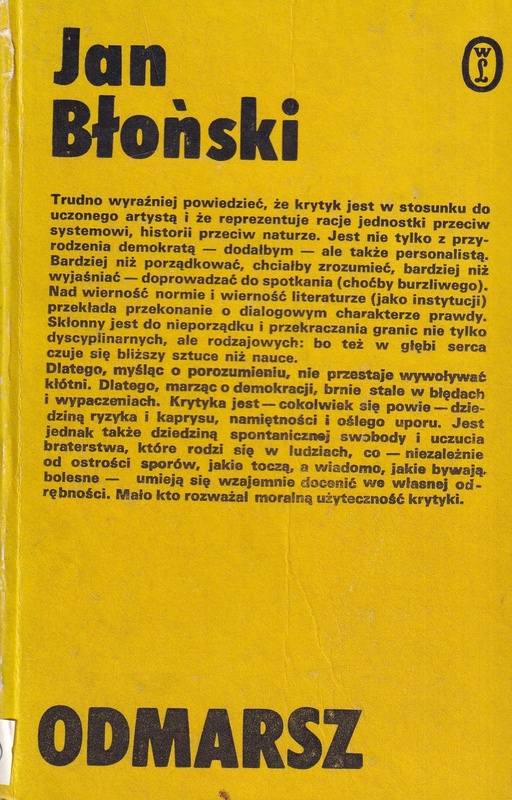 Jan
Błoński
WL
Trudno wyraźniej powiedzieć, że krytyk jest w stosunku do
uczonego artystą i że reprezentuje racje jednostki przeciw
systemowi, historii przeciw naturze. Jest nie tylko z przy-
rodzenia demokratą — dodałbym — ale także personalistą.
Bardziej niż porządkować, chciałby zrozumieć, bardziej niż
wyjaśniać — doprowadzać do spotkania (choćby burzliwego).
Nad wierność normie i wierność literaturze (jako instytucji)
przekłada przekonanie o dialogowym charakterze prawdy.
Skłonny jest do nieporządku i przekraczania granic nie tylko
dyscyplinarnych, ale rodzajowych: bo też w głębi serca
czuje się bliższy sztuce niż nauce.
Dlatego, myśląc o porozumieniu, nie przestaje wywoływać
kłótni. Dlatego, marząc o demokracji, brnie stale w błędach
i wypaczeniach. Krytyka jest — cokolwiek się powie — dzie-
dziną ryzyka i kaprysu, namiętności i oślego uporu. Jest
jednak także dziedziną spontanicznej swobody i uczucia
braterstwa, które rodzi się w ludziach, co — niezależnie
od ostrości sporów, jakie toczą, a wiadomo, jakie bywają.
bolesne — umieją się wzajemnie docenić we własnej od-
rębności. Mało kto rozważał moralną użyteczność krytyki.
ODMARSZ